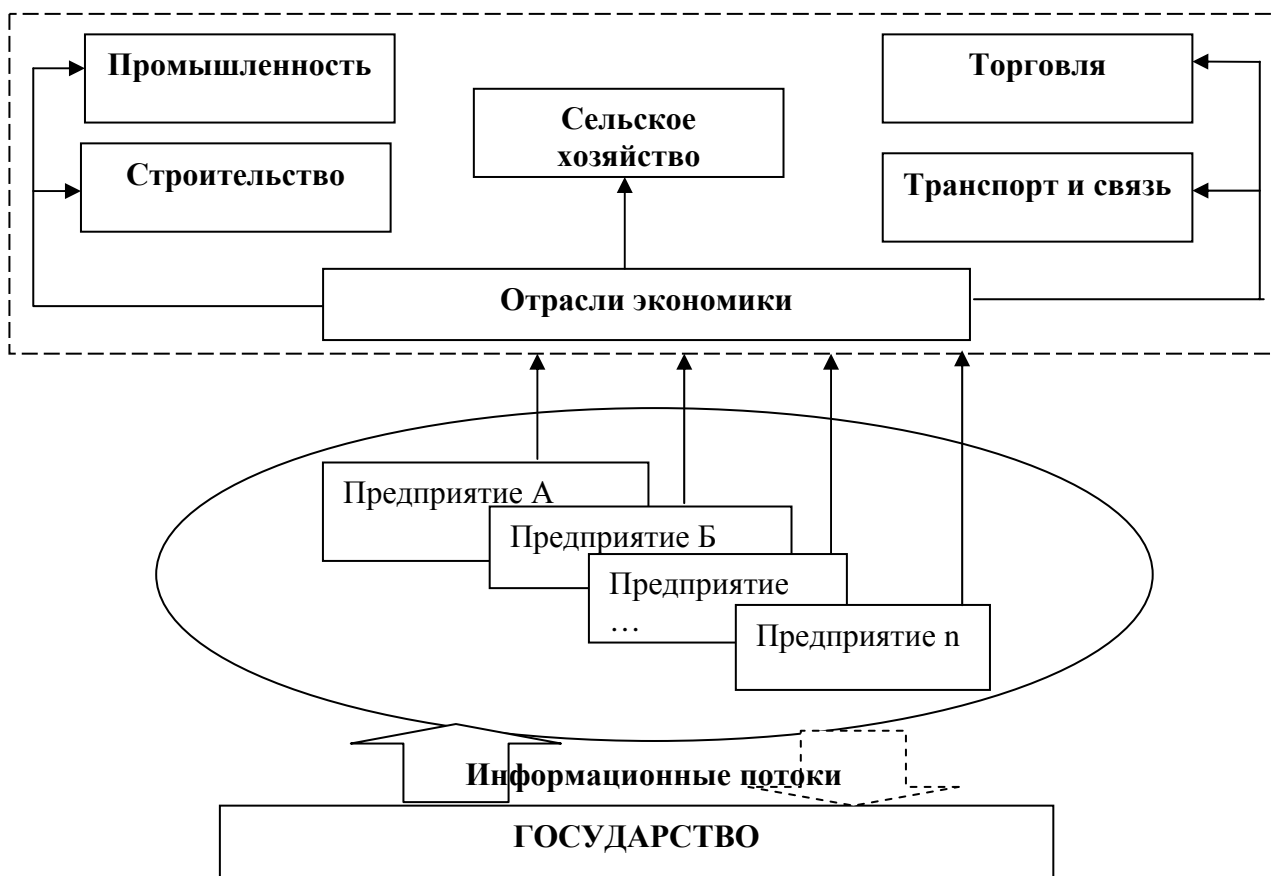 Промышленность
Торговля
Сельское
хозяйство
Строительство
Транспорт и связь
Отрасли экономики
Предприятие А
Предприятие Б
Предприятие
…
Предприятие n
Информационные потоки
ГОСУДАРСТВО